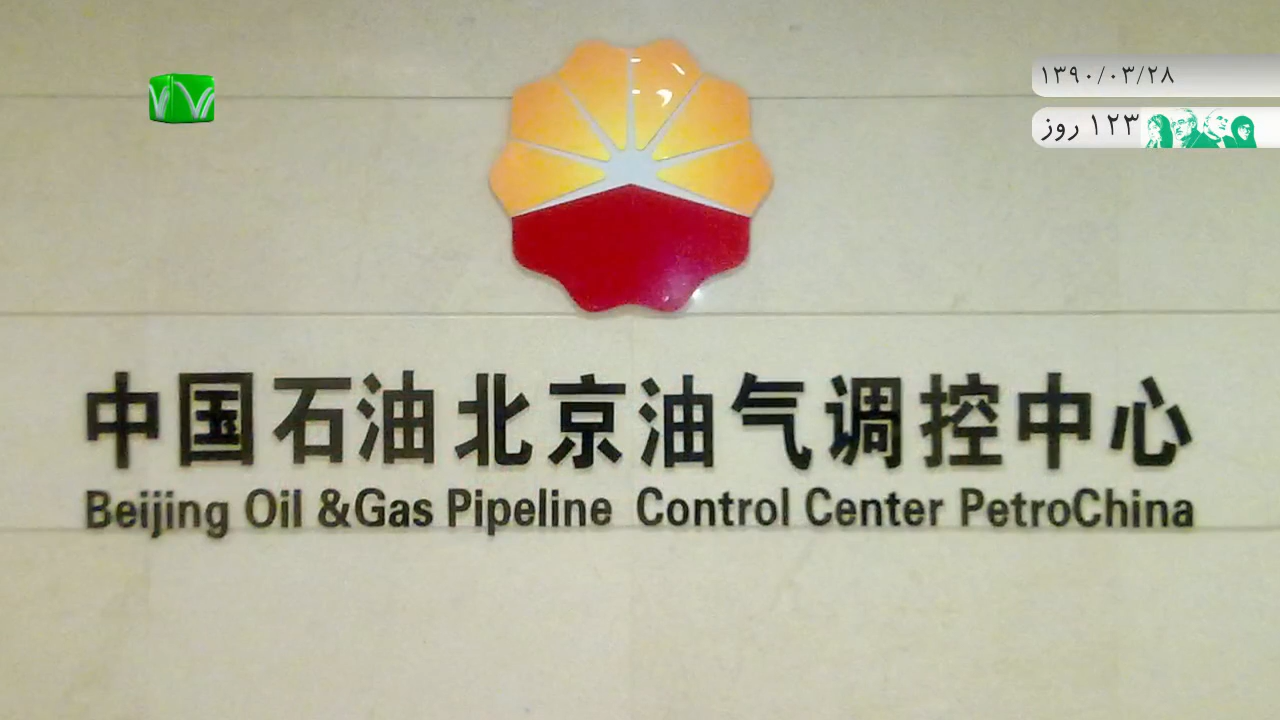 ۱۳۹۰/۰۳/۲۸
۱۲۳ روز
中国石油北京油气调控中心
Beijing Oil &Gas Pipeline Control Center PetroChina